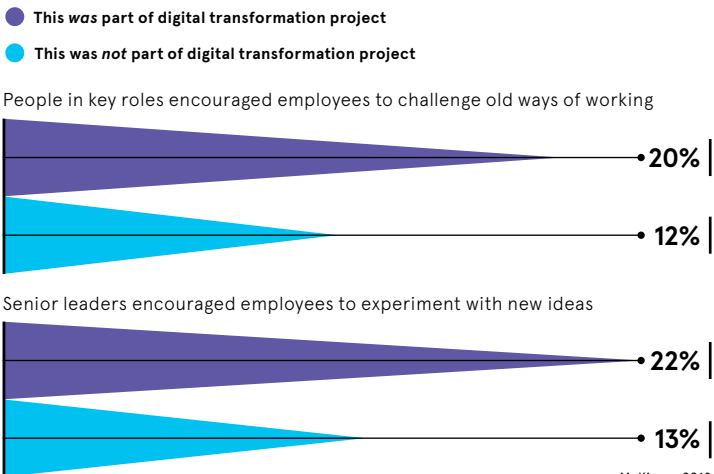 This was part of digital transformation project
This was not part of digital transformation project
People in key roles encouraged employees to challenge old ways of working
20%
12%
Senior leaders encouraged employees to experiment with new ideas
22%
13%